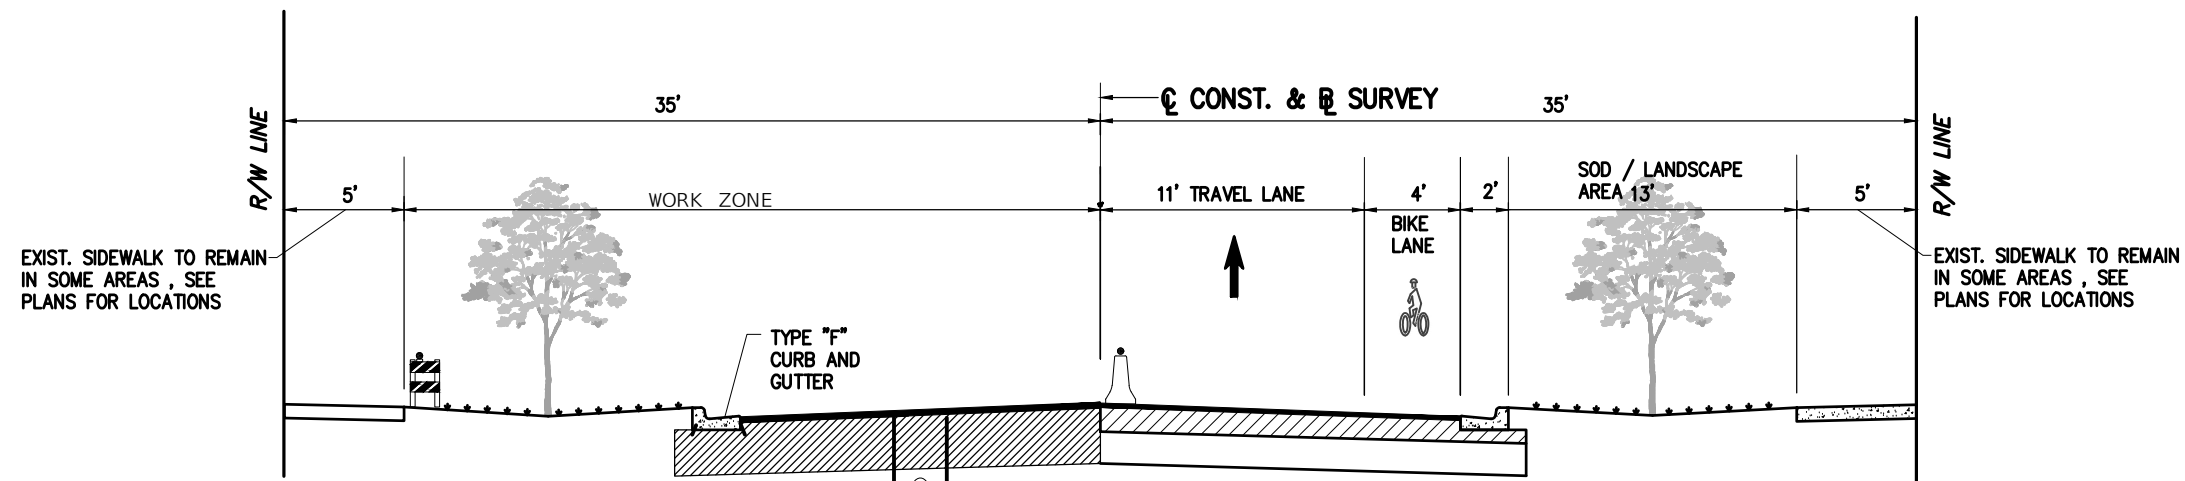 35'
℄ CONST. & B̲L SURVEY
35'
R/W LINE
R/W LINE
5'
WORK ZONE
11' TRAVEL LANE
4'
BIKE
LANE
2'
SOD / LANDSCAPE
AREA 13'
5'
EXIST. SIDEWALK TO REMAIN
IN SOME AREAS , SEE
PLANS FOR LOCATIONS
EXIST. SIDEWALK TO REMAIN
IN SOME AREAS , SEE
PLANS FOR LOCATIONS
TYPE "F"
CURB AND
GUTTER